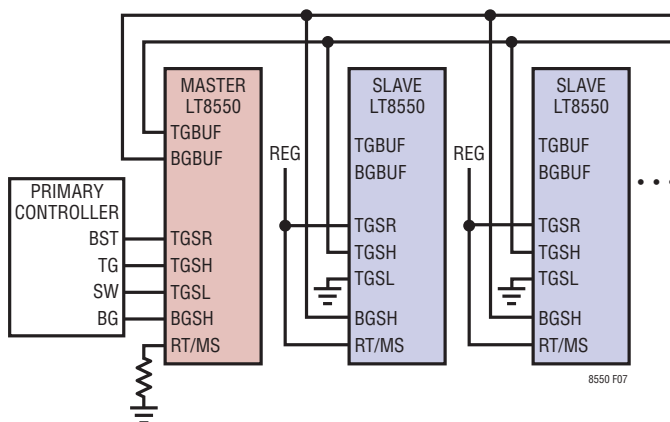 MASTER
LT8550
TGBUF
BGBUF
TGSR
TGSH
TGSL
BGSH
RT/MS
PRIMARY
CONTROLLER
BST
TG
SW
BG
REG
SLAVE
LT8550
TGBUF
BGBUF
TGSR
TGSH
TGSL
BGSH
RT/MS
REG
SLAVE
LT8550
TGBUF
BGBUF
TGSR
TGSH
TGSL
BGSH
RT/MS
8550 F07